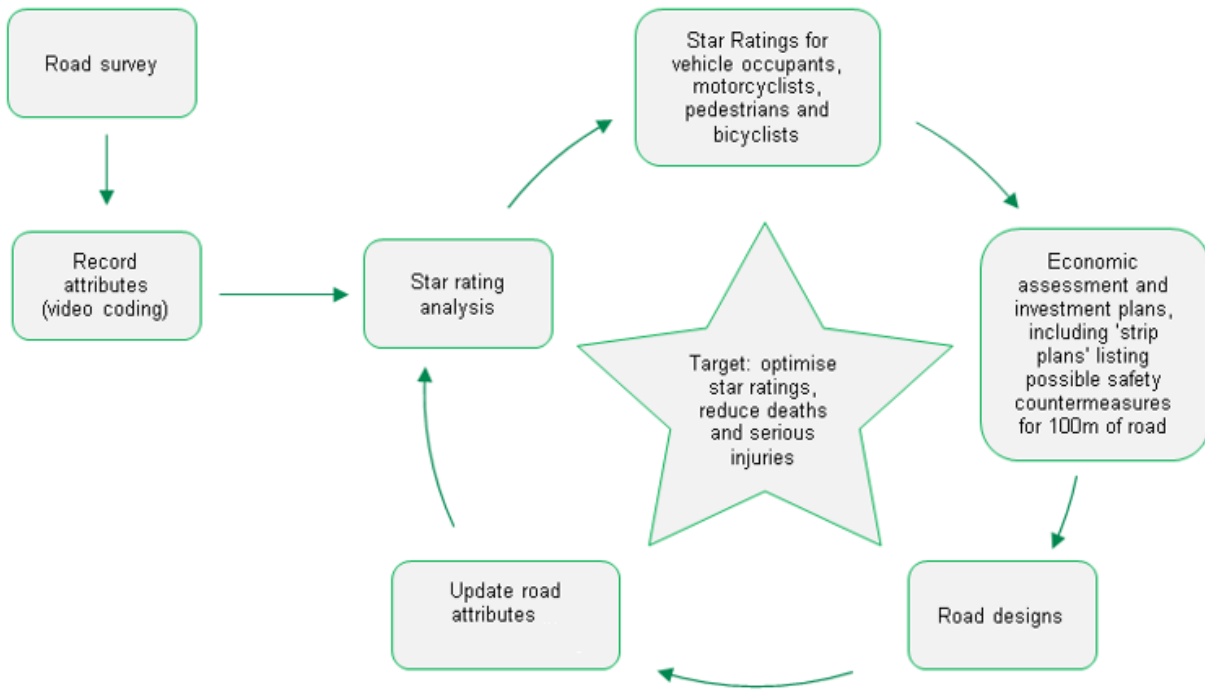 Road survey
Record
attributes
(video coding)
Star rating
analysis
Star Ratings for
vehicle occupants,
motorcyclists,
pedestrians and
bicyclists
Economic
assessment and
investment plans,
including 'strip
plans' listing
possible safety
countermeasures
for 100m of road
Road designs
Update road
attributes
Target: optimise
star ratings,
reduce deaths
and serious
injuries